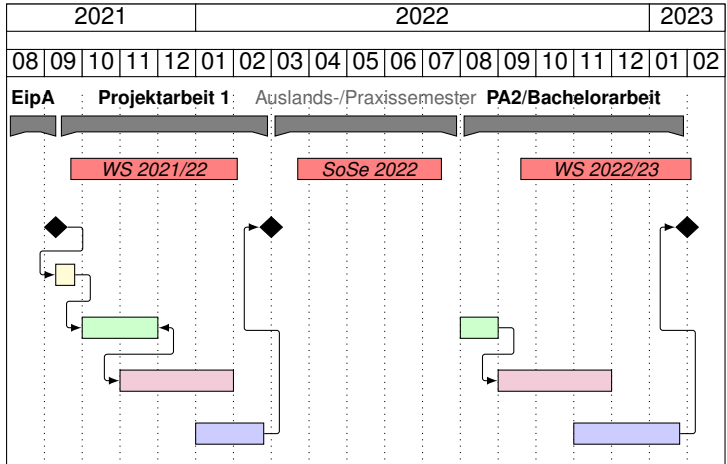 2021 2022 2023
08 09 10 11 12 01 02 03 04 05 06 07 08 09 10 11 12 01 02
EipA Projektarbeit 1 Auslands-/Praxissemester PA2/Bachelorarbeit
WS 2021/22 SoSe 2022 WS 2022/23